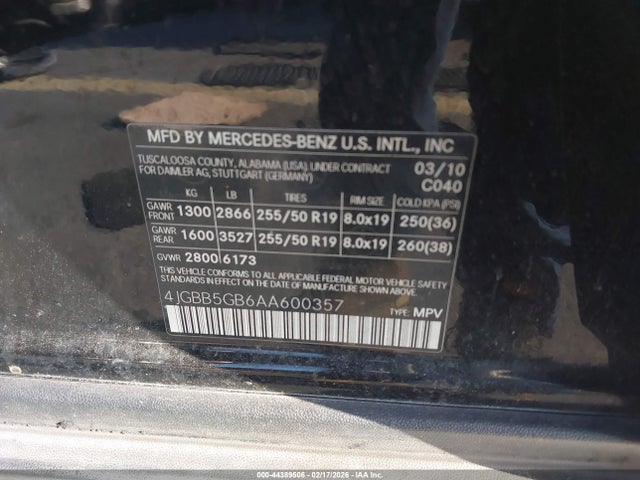 MFD BY MERCEDES-BENZ U.S. INTL., INC
TUSCALOOSA COUNTY, ALABAMA (USA) UNDER CONTRACT 03/10
FOR DAIMLER AG, STUTTGART (GERMANY) C040
KG LB TIRES RIM SIZE COLD KPA (PSI)
GAWR FRONT 1300 2866 255/50 R19 8.0x19 250(36)
GAWR REAR 1600 3527 255/50 R19 8.0x19 260(38)
GVWR 2800 6173
THIS VEHICLE CONFORMS TO ALL APPLICABLE FEDERAL MOTOR VEHICLE SAFETY
STANDARDS IN EFFECT ON THE DATE OF MANUFACTURE SHOWN ABOVE.
4JGBB5GB6AA600357 TYPE: MPV
000-44389506 - 02/17/2026 - IAAI, Inc.